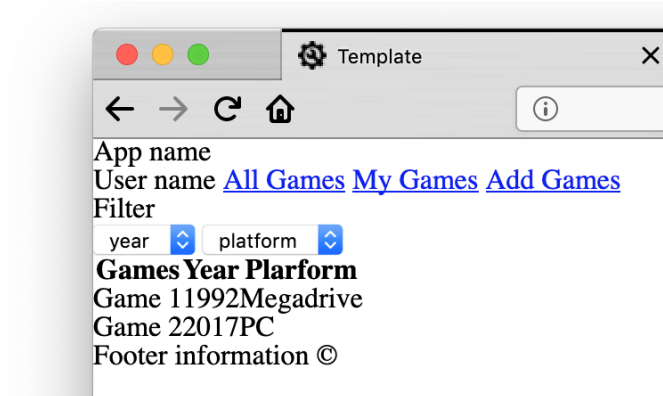 Template
App name
User name All Games My Games Add Games
Filter
year platform
Games Year Plarform
Game 11992Megadrive
Game 22017PC
Footer information ©